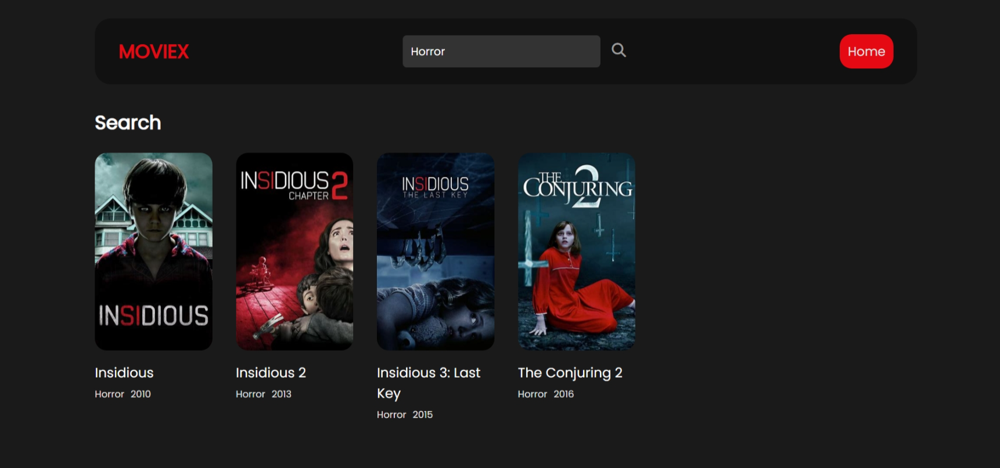 MOVIEX
Horror
Home
Search
INSIDIOUS
INSIDIOUS 2
CHAPTER
INSIDIOUS
THE LAST KEY
THE
CONJURING
2
Insidious
Horror 2010
Insidious 2
Horror 2013
Insidious 3: Last
Key
Horror 2015
The Conjuring 2
Horror 2016